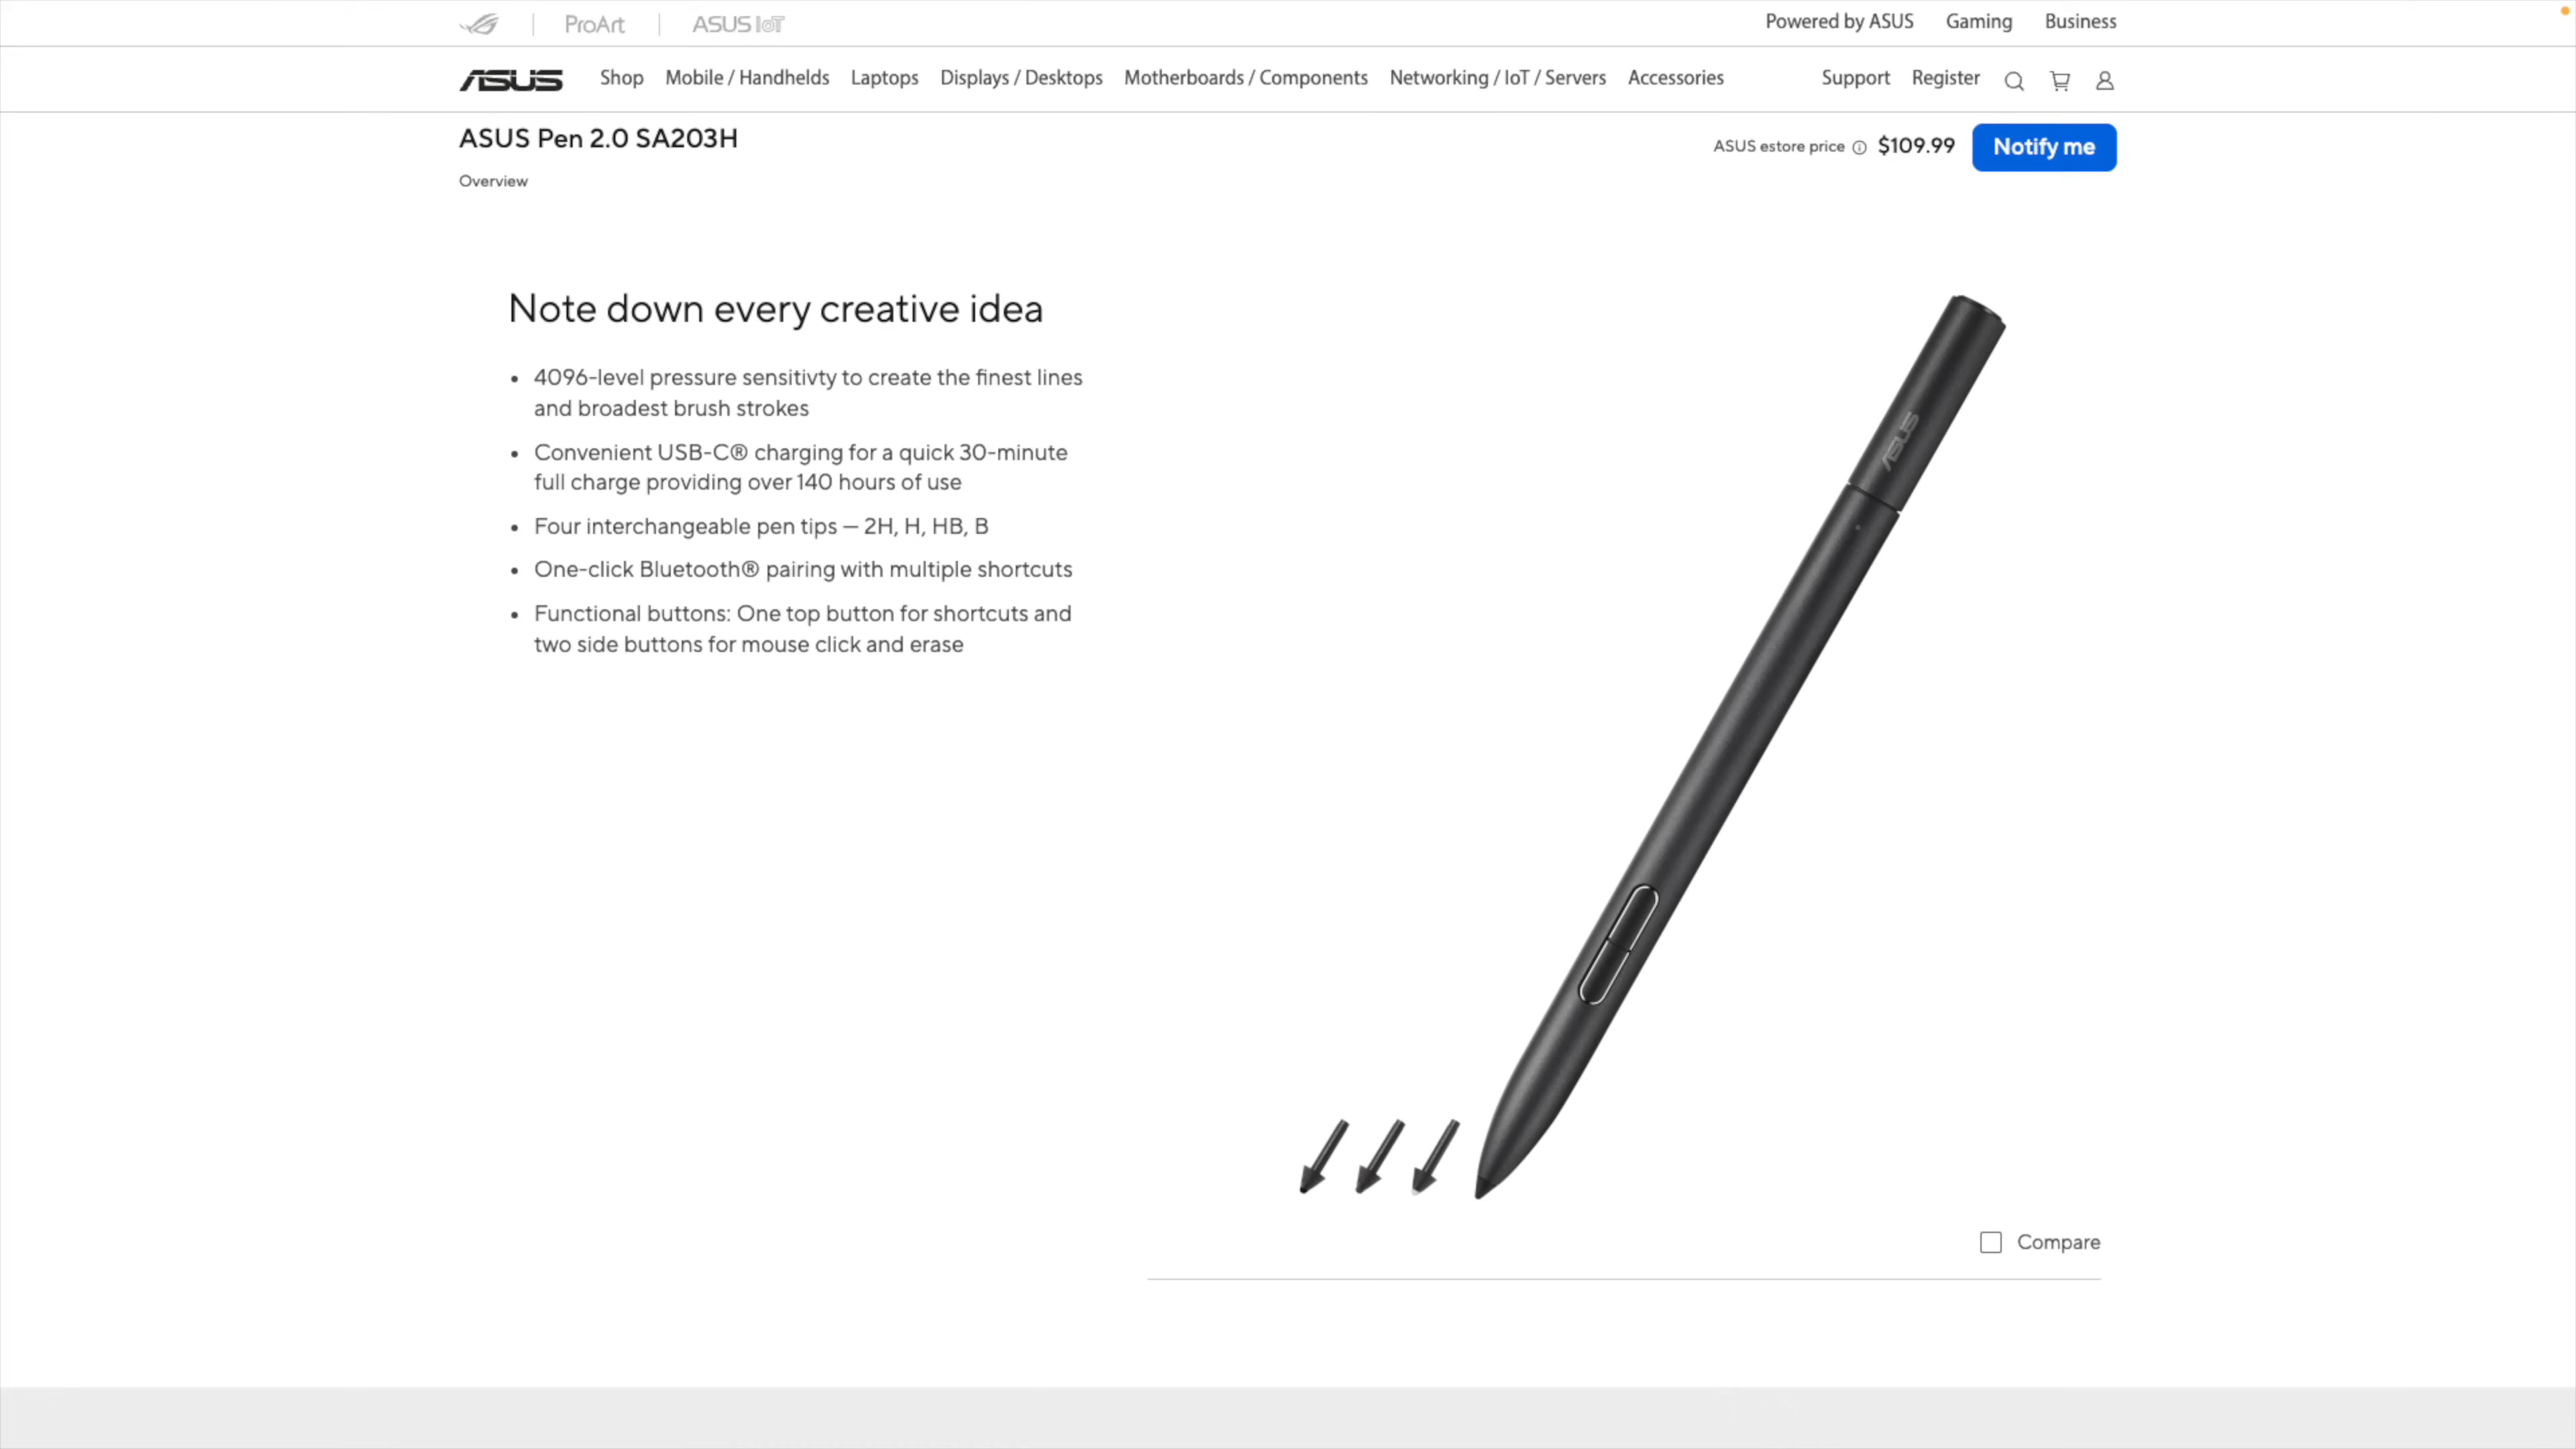 ProArt
ASUS IoT
Powered by ASUS
Gaming
Business
ASUS
Shop
Mobile / Handhelds
Laptops
Displays / Desktops
Motherboards / Components
Networking / IoT / Servers
Accessories
Support
Register
ASUS Pen 2.0 SA203H
ASUS estore price
$109.99
Notify me
Overview
Note down every creative idea
4096-level pressure sensitivty to create the finest lines
and broadest brush strokes
Convenient USB-C® charging for a quick 30-minute
full charge providing over 140 hours of use
Four interchangeable pen tips — 2H, H, HB, B
One-click Bluetooth® pairing with multiple shortcuts
Functional buttons: One top button for shortcuts and
two side buttons for mouse click and erase
ASUS
Compare